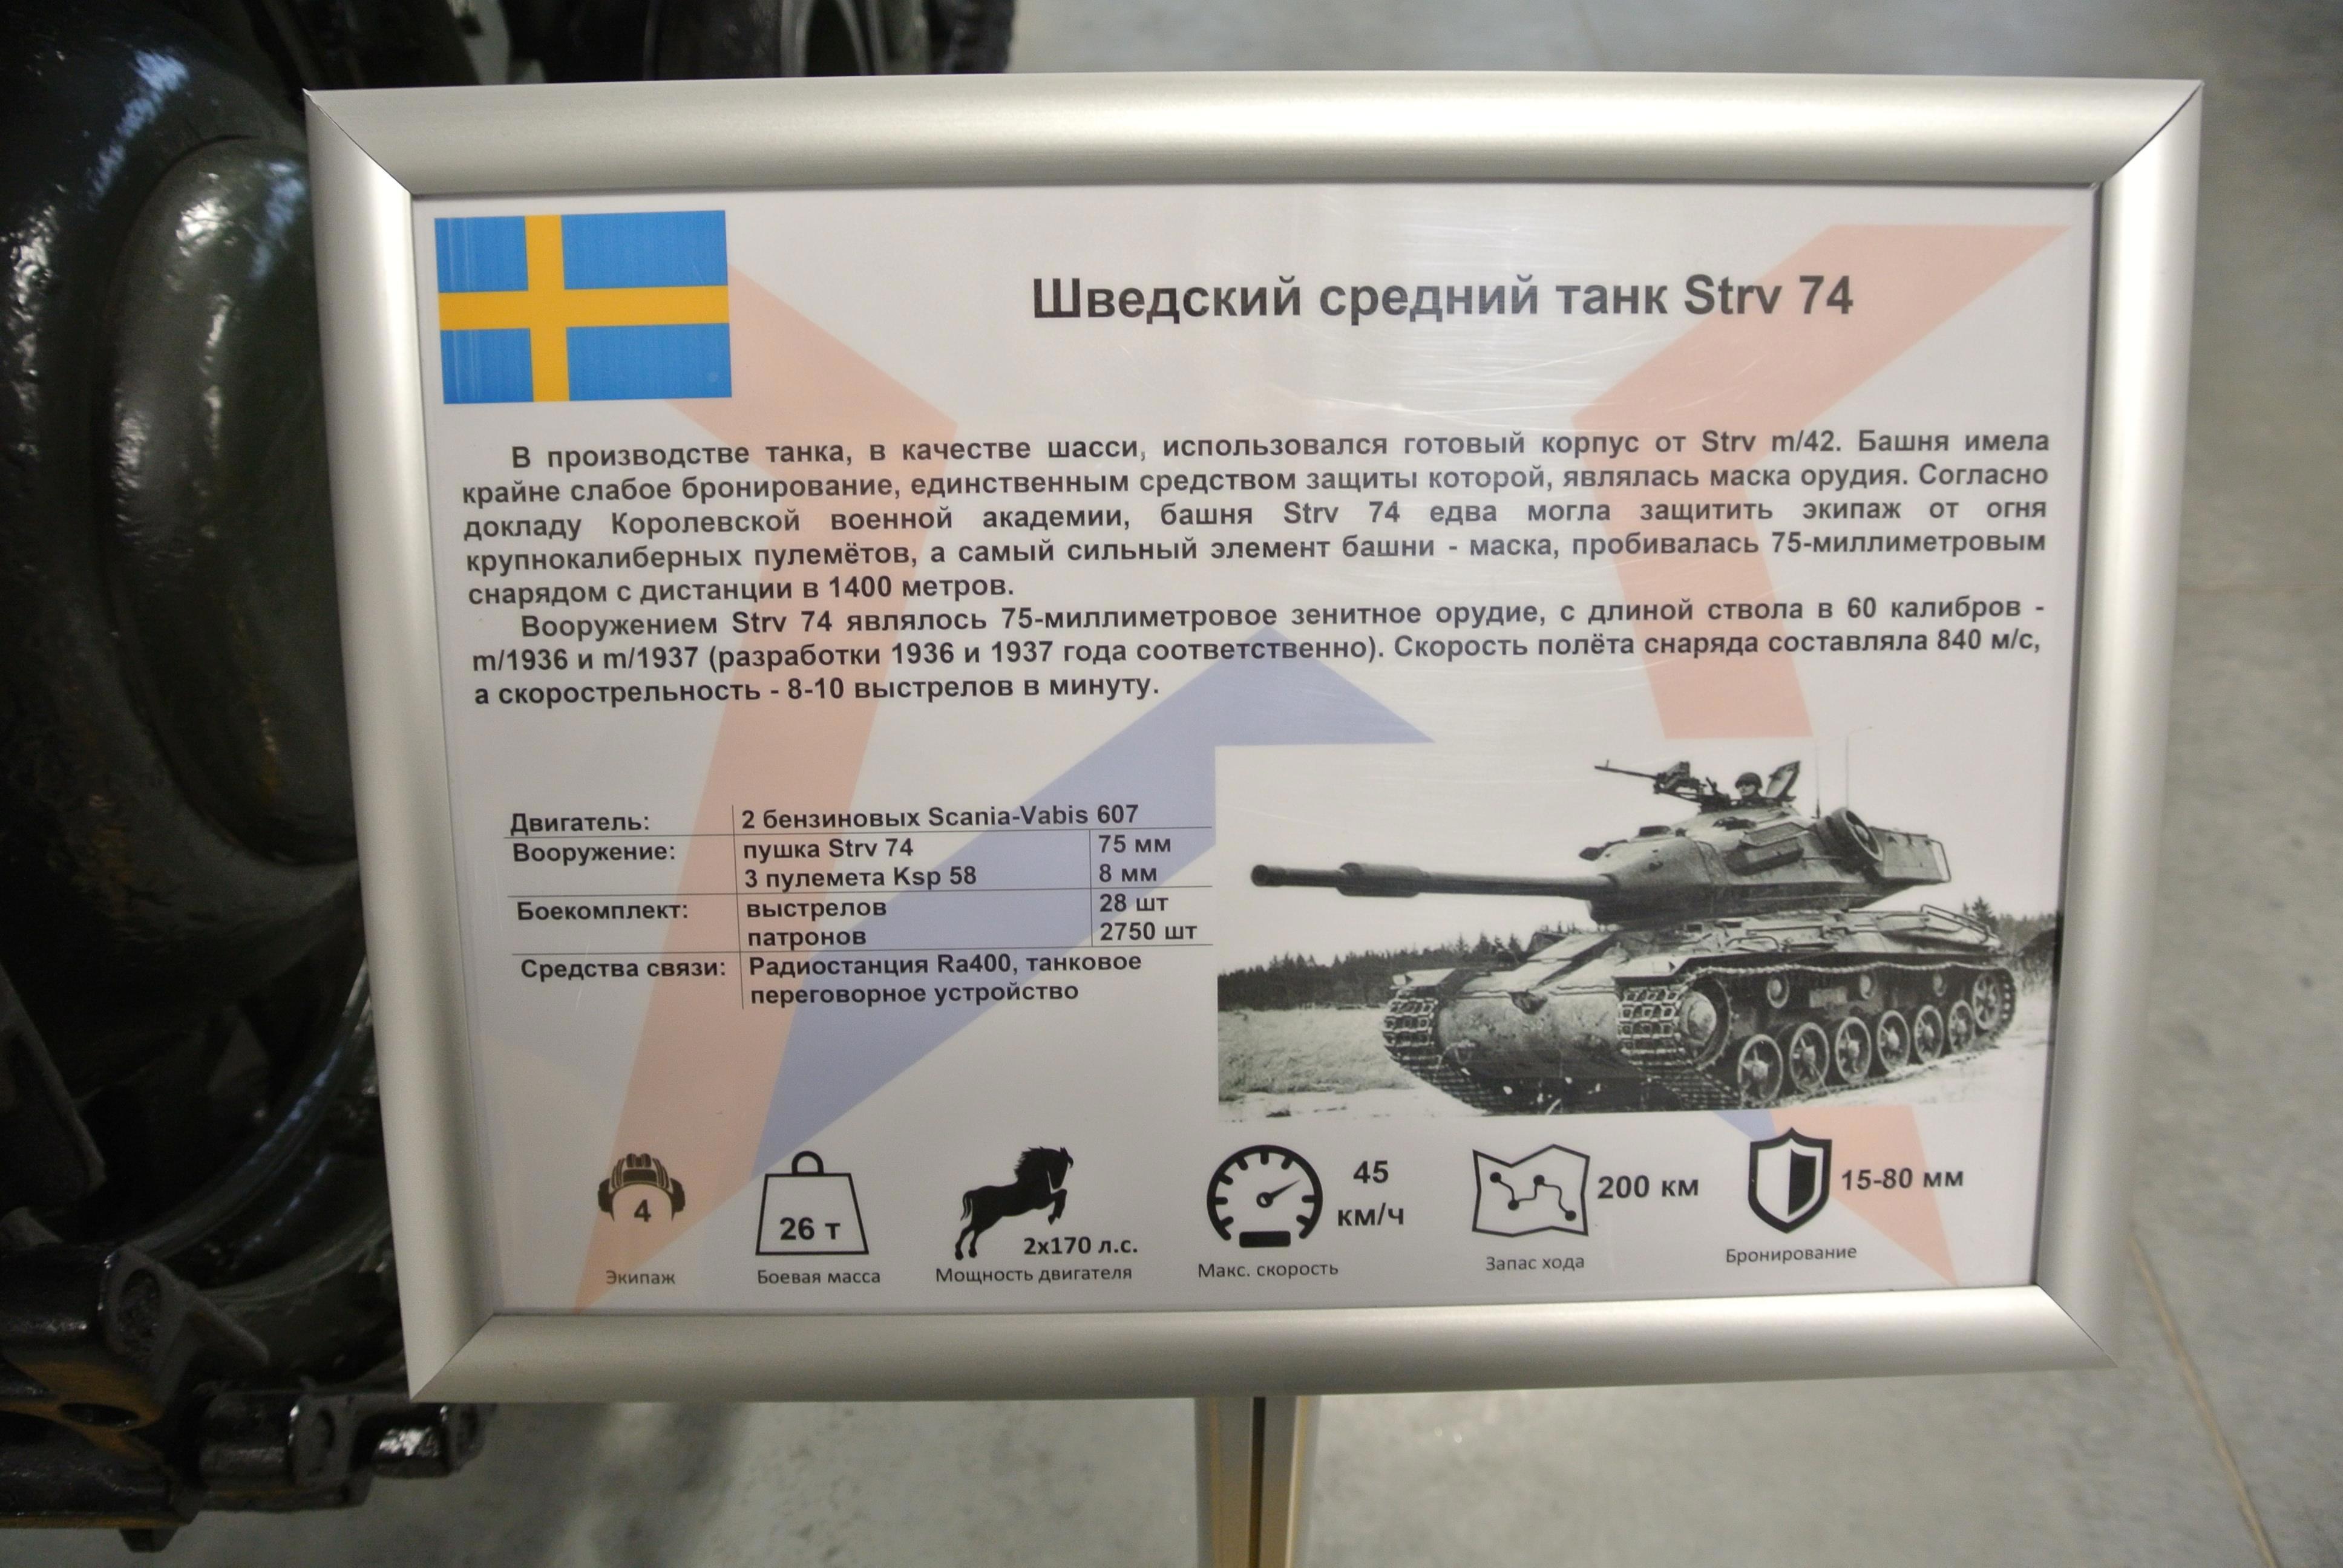 Шведский средний танк Strv 74
В производстве танка, в качестве шасси, использовался готовый корпус от Strv m/42. Башня имела
крайне слабое бронирование, единственным средством защиты которой, являлась маска орудия. Согласно
докладу Королевской военной академии, башня Strv 74 едва могла защитить экипаж от огня
крупнокалиберных пулемётов, а самый сильный элемент башни - маска, пробивалась 75-миллиметровым
снарядом с дистанции в 1400 метров.
Вооружением Strv 74 являлось 75-миллиметровое зенитное орудие, с длиной ствола в 60 калибров -
m/1936 и m/1937 (разработки 1936 и 1937 года соответственно). Скорость полёта снаряда составляла 840 м/с,
а скорострельность - 8-10 выстрелов в минуту.
Двигатель: 2 бензиновых Scania-Vabis 607
Вооружение: пушка Strv 74 75 мм
3 пулемета Ksp 58 8 мм
Боекомплект: выстрелов 28 шт
патронов 2750 шт
Средства связи: Радиостанция Ra400, танковое
переговорное устройство
4
Экипаж
26 т
Боевая масса
2х170 л.с.
Мощность двигателя
45
км/ч
Макс. скорость
200 км
Запас хода
15-80 мм
Бронирование